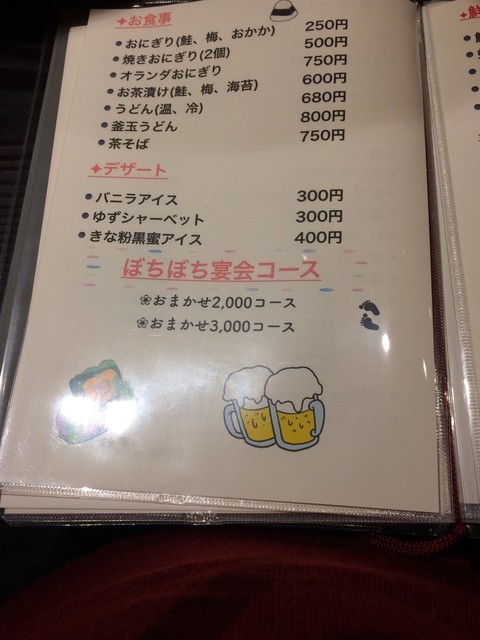 ✦お食事
●おにぎり(鮭、梅、おかか) 250円
●焼きおにぎり(2個) 500円
●オランダおにぎり 750円
●お茶漬け(鮭、梅、海苔) 600円
●うどん(温、冷) 680円
●釜玉うどん 800円
●茶そば 750円
✦デザート
●バニラアイス 300円
●ゆずシャーベット 300円
●きな粉黒蜜アイス 400円
ぼちぼち宴会コース
❀おまかせ2,000コース
❀おまかせ3,000コース